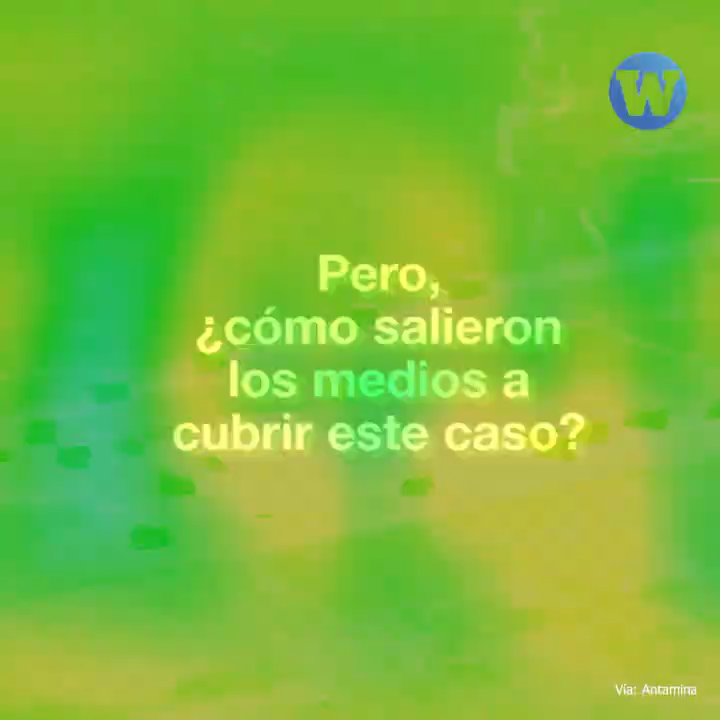 W
Pero,
¿cómo salieron
los medios a
cubrir este caso?
Vía: Antamina